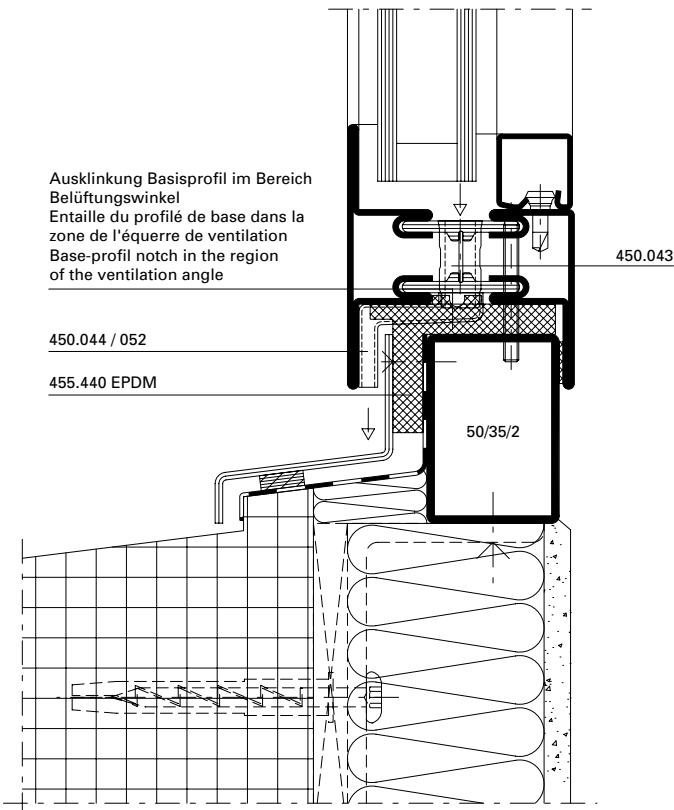 Ausklinkung Basisprofil im Bereich
Belüftungswinkel
Entaille du profilé de base dans la
zone de l'équerre de ventilation
Base-profil notch in the region
of the ventilation angle
450.043
450.044 / 052
455.440 EPDM
50/35/2